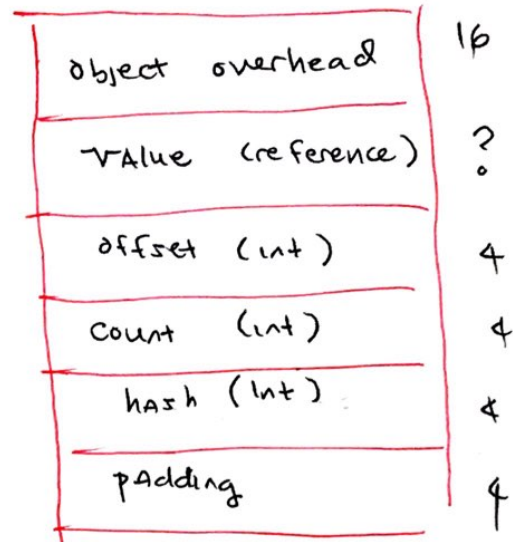 object overhead 16
value (reference) ?
offset (int) 4
count (int) 4
hash (int) 4
padding 4